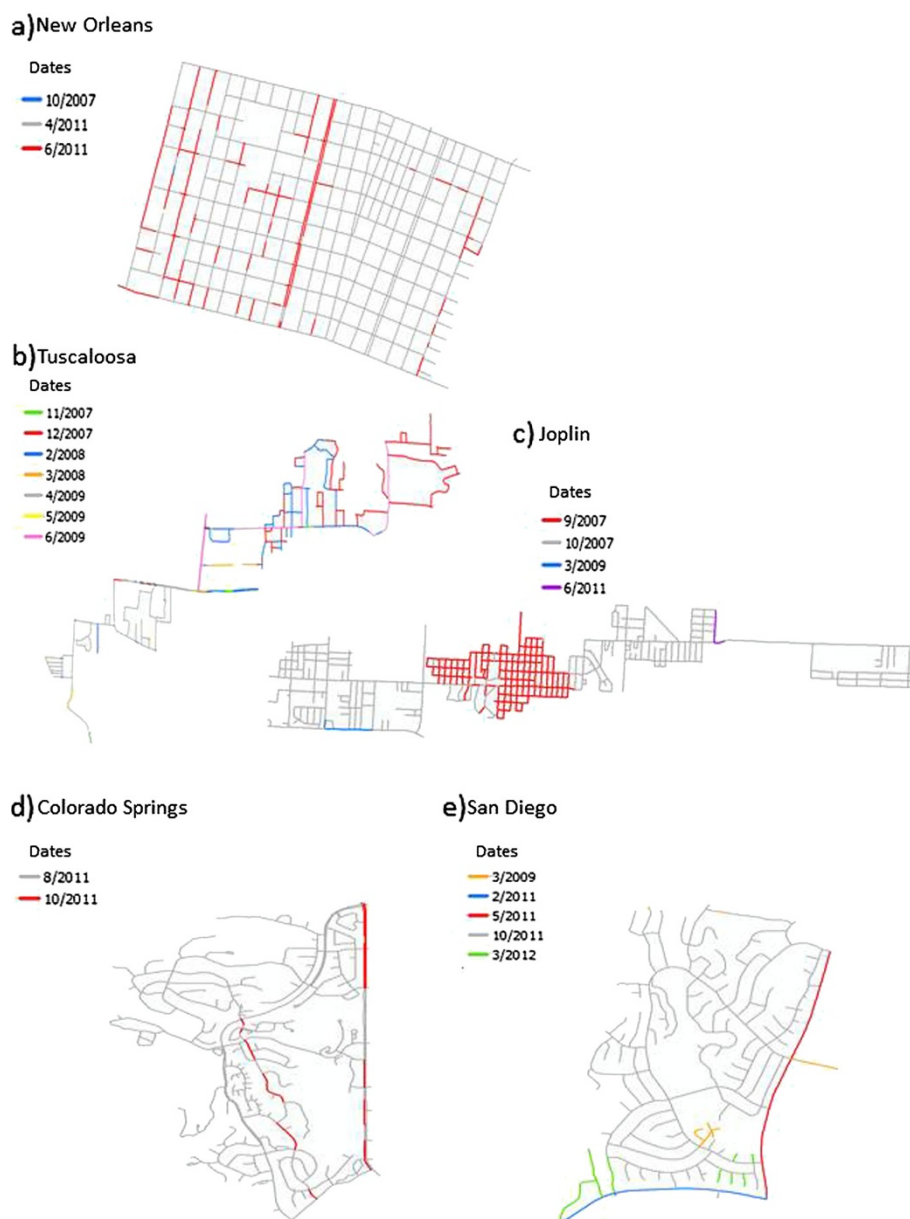 a) New Orleans
Dates
10/2007
4/2011
6/2011
b) Tuscaloosa
Dates
11/2007
12/2007
2/2008
3/2008
4/2009
5/2009
6/2009
c) Joplin
Dates
9/2007
10/2007
3/2009
6/2011
d) Colorado Springs
Dates
8/2011
10/2011
e) San Diego
Dates
3/2009
2/2011
5/2011
10/2011
3/2012